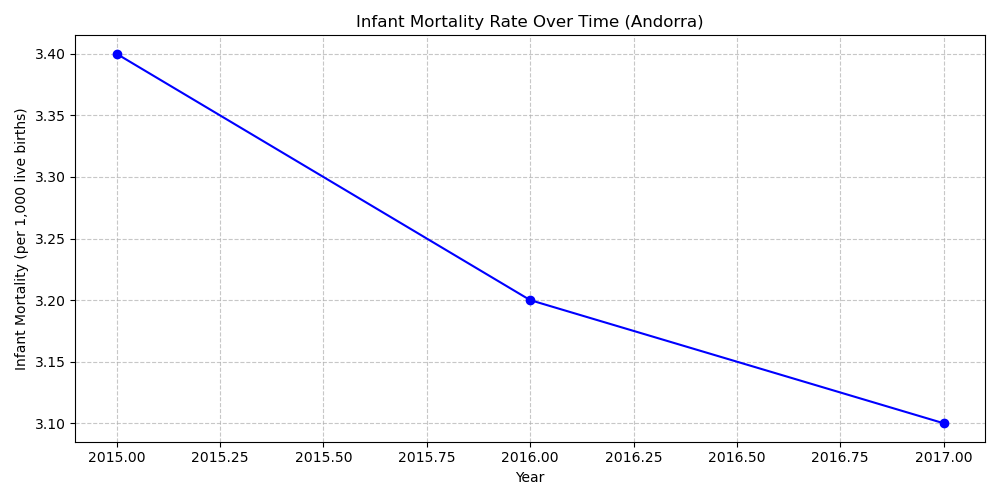 Infant Mortality Rate Over Time (Andorra)
Infant Mortality (per 1,000 live births)
3.40
3.35
3.30
3.25
3.20
3.15
3.10
2015.00 2015.25 2015.50 2015.75 2016.00 2016.25 2016.50 2016.75 2017.00
Year